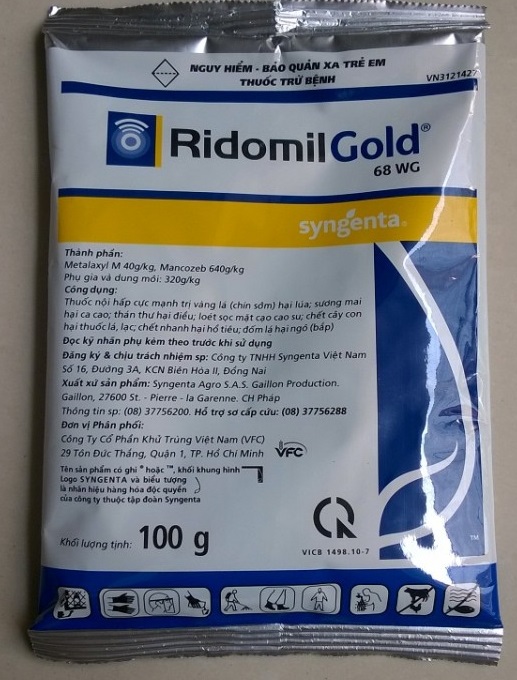 NGUY HIỂM - BẢO QUẢN XA TRẺ EM
THUỐC TRỪ BỆNH
VN3121427
RidomilGold®
68 WG
syngenta®
Thành phần:
Metalaxyl M 40g/kg, Mancozeb 640g/kg
Phụ gia và dung môi: 320g/kg
Công dụng:
Thuốc nội hấp cực mạnh trị vàng lá (chín sớm) hại lúa; sương mai
hại ca cao; thán thư hại điều; loét sọc mặt cạo cao su; chết cây con
hại thuốc lá, lạc; chết nhanh hại hồ tiêu; đốm lá hại ngô (bắp)
Đọc kỹ nhãn phụ kèm theo trước khi sử dụng
Đăng ký & chịu trách nhiệm sp: Công ty TNHH Syngenta Việt Nam
Số 16, Đường 3A, KCN Biên Hòa II, Đồng Nai
Xuất xứ sản phẩm: Syngenta Agro S.A.S. Gaillon Production.
Gaillon, 27600 St. - Pierre - la Garenne. CH Pháp
Thông tin sp: (08) 37756200. Hỗ trợ sơ cấp cứu: (08) 37756288
Đơn vị Phân phối:
Công Ty Cổ Phần Khử Trùng Việt Nam (VFC)
29 Tôn Đức Thắng, Quận 1, TP. Hồ Chí Minh
VFC
Tên sản phẩm có ghi ® hoặc ™, khối khung hình
Logo SYNGENTA và biểu tượng
là nhãn hiệu hàng hóa độc quyền
của công ty thuộc tập đoàn Syngenta
Khối lượng tịnh: 100 g
VICB 1498.10-7
TM